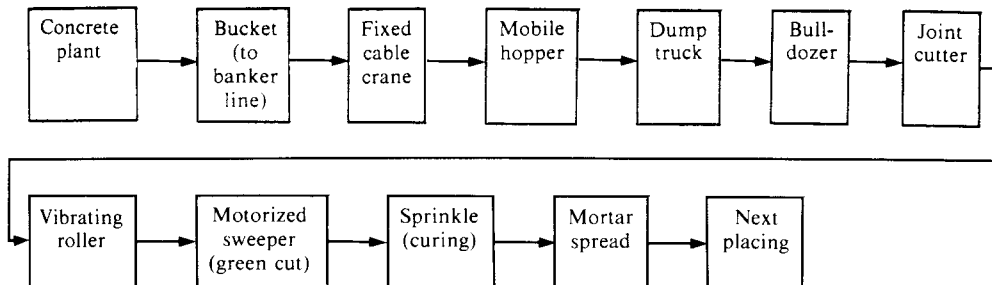 Concrete
plant
Bucket
(to
banker
line)
Fixed
cable
crane
Mobile
hopper
Dump
truck
Bull-
dozer
Joint
cutter
Vibrating
roller
Motorized
sweeper
(green cut)
Sprinkle
(curing)
Mortar
spread
Next
placing